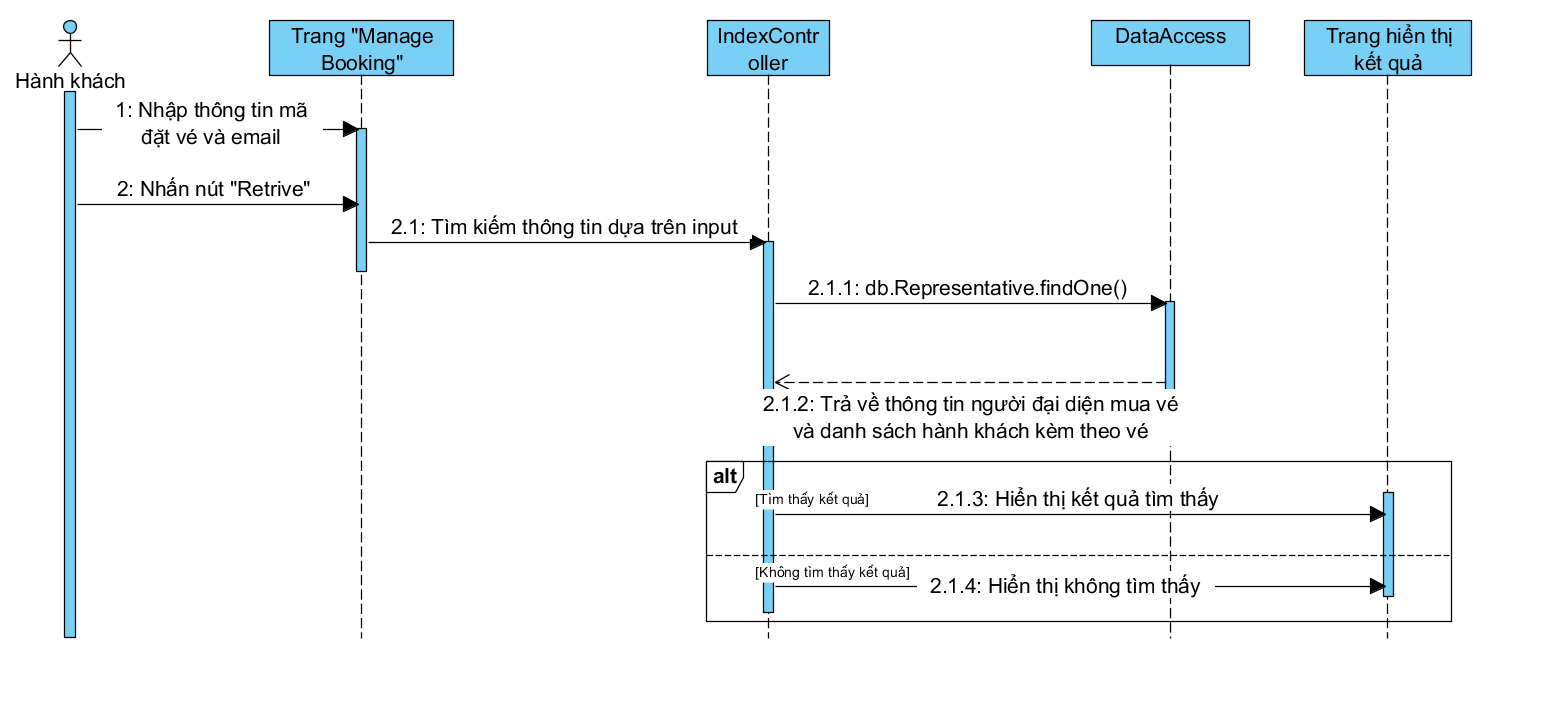 Hành khách
Trang "Manage
Booking"
IndexContr
oller
DataAccess
Trang hiển thị
kết quả
1: Nhập thông tin mã
đặt vé và email
2: Nhấn nút "Retrive"
2.1: Tìm kiếm thông tin dựa trên input
2.1.1: db.Representative.findOne()
2.1.2: Trả về thông tin người đại diện mua vé
và danh sách hành khách kèm theo vé
alt
[Tìm thấy kết quả]
2.1.3: Hiển thị kết quả tìm thấy
[Không tìm thấy kết quả]
2.1.4: Hiển thị không tìm thấy